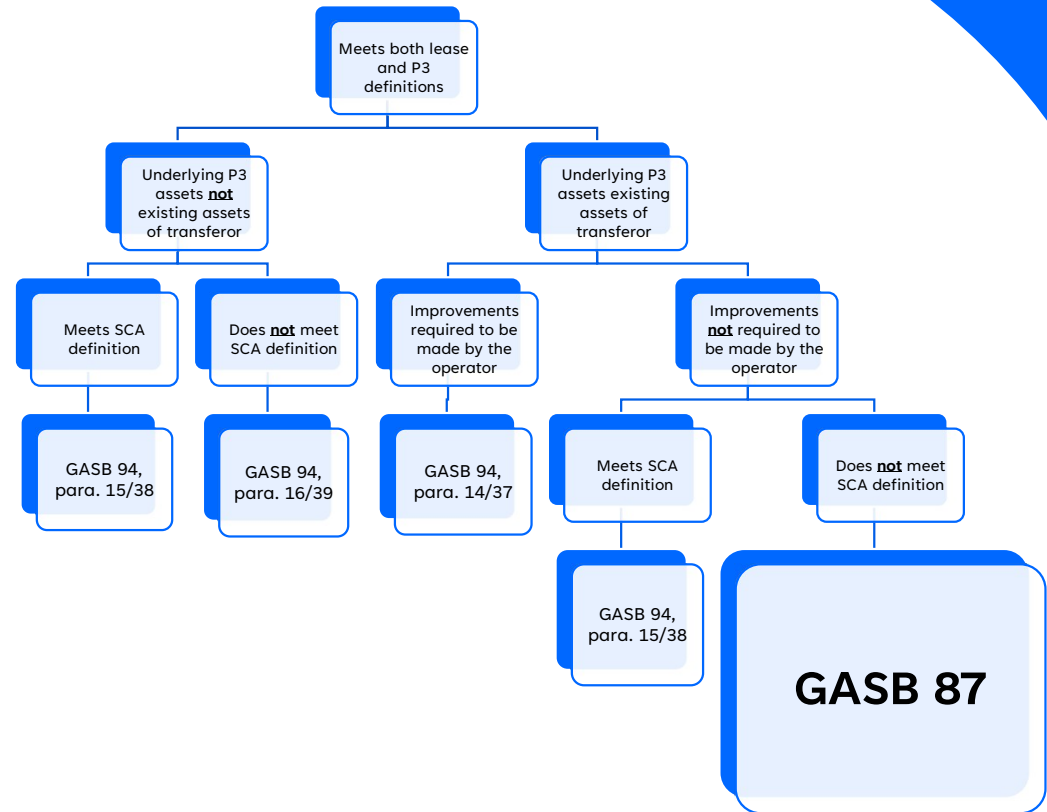 Meets both lease
and P3
definitions
Underlying P3
assets not
existing assets
of transferor
Underlying P3
assets existing
assets of
transferor
Meets SCA
definition
Does not meet
SCA definition
Improvements
required to be
made by the
operator
Improvements
not required to
be made by the
operator
GASB 94,
para. 15/38
GASB 94,
para. 16/39
GASB 94,
para. 14/37
Meets SCA
definition
Does not meet
SCA definition
GASB 94,
para. 15/38
GASB 87